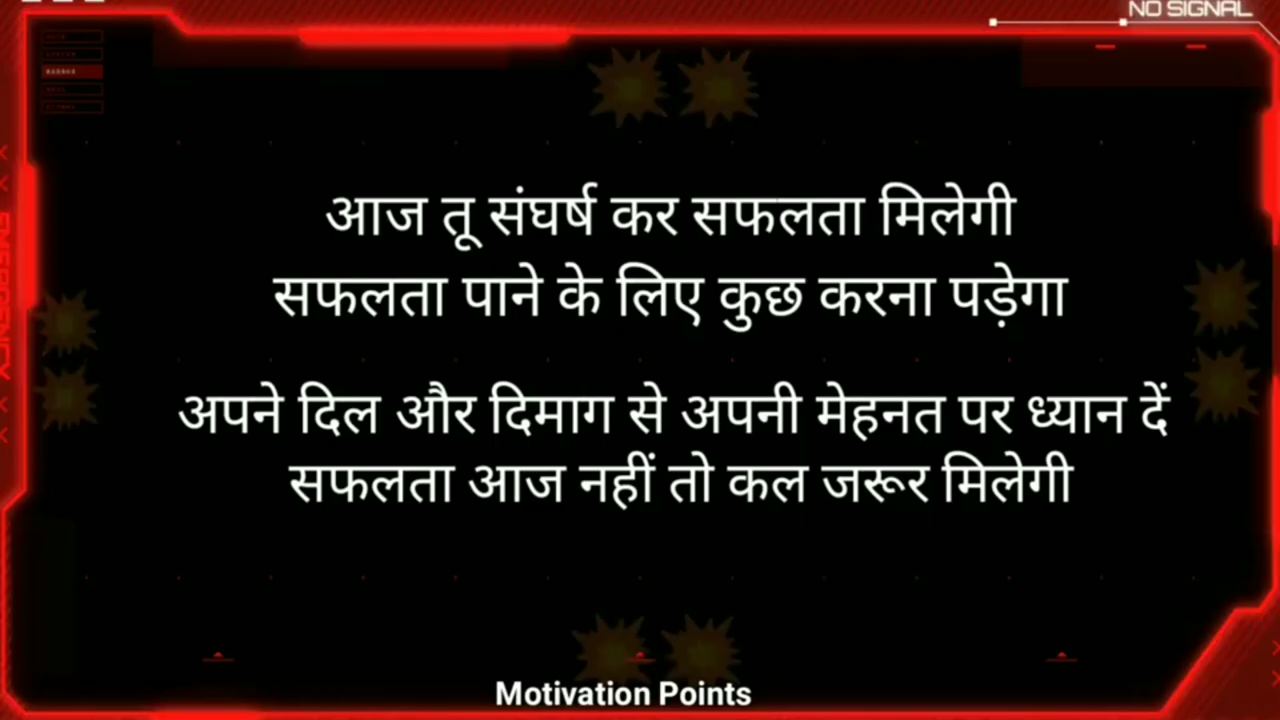 NO SIGNAL
आज तू संघर्ष कर सफलता मिलेगी
सफलता पाने के लिए कुछ करना पड़ेगा
अपने दिल और दिमाग से अपनी मेहनत पर ध्यान दें
सफलता आज नहीं तो कल जरूर मिलेगी
Motivation Points